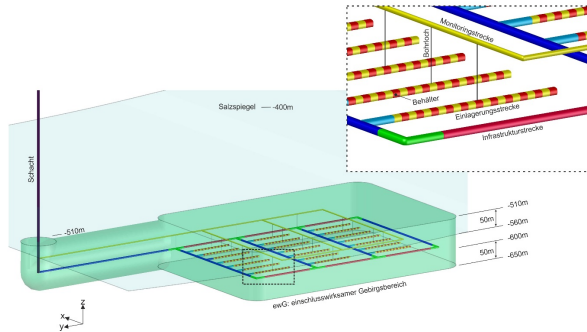 Monitoringstrecke
Bohrloch
Behälter
Einlagerungsstrecke
Infrastrukturstrecke
Salzspiegel — -400m
Schacht
-510m
-510m
50m
-560m
-600m
50m
-650m
ewG: einschlusswirksamer Gebirgsbereich
z
x
y